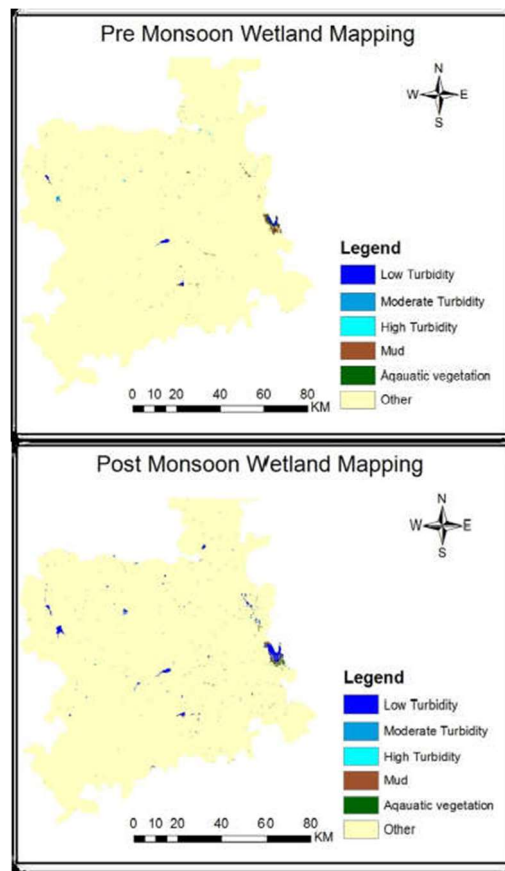 Pre Monsoon Wetland Mapping
N
W E
S
Legend
Low Turbidity
Moderate Turbidity
High Turbidity
Mud
Aqauatic vegetation
Other
0 10 20 40 60 80
KM
Post Monsoon Wetland Mapping
N
W E
S
Legend
Low Turbidity
Moderate Turbidity
High Turbidity
Mud
Aqauatic vegetation
Other
0 10 20 40 60 80
KM